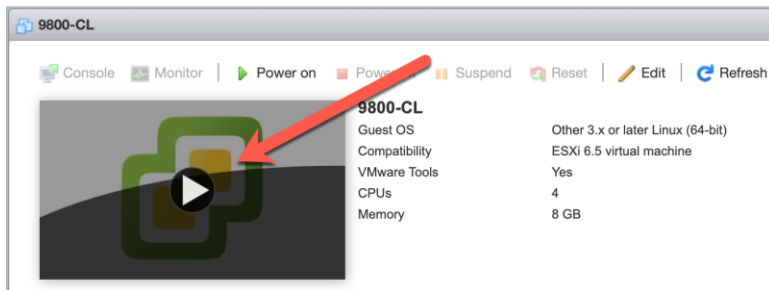 9800-CL
Console Monitor Power on Suspend Reset Edit Refresh
9800-CL
Guest OS Other 3.x or later Linux (64-bit)
Compatibility ESXi 6.5 virtual machine
VMware Tools Yes
CPUs 4
Memory 8 GB